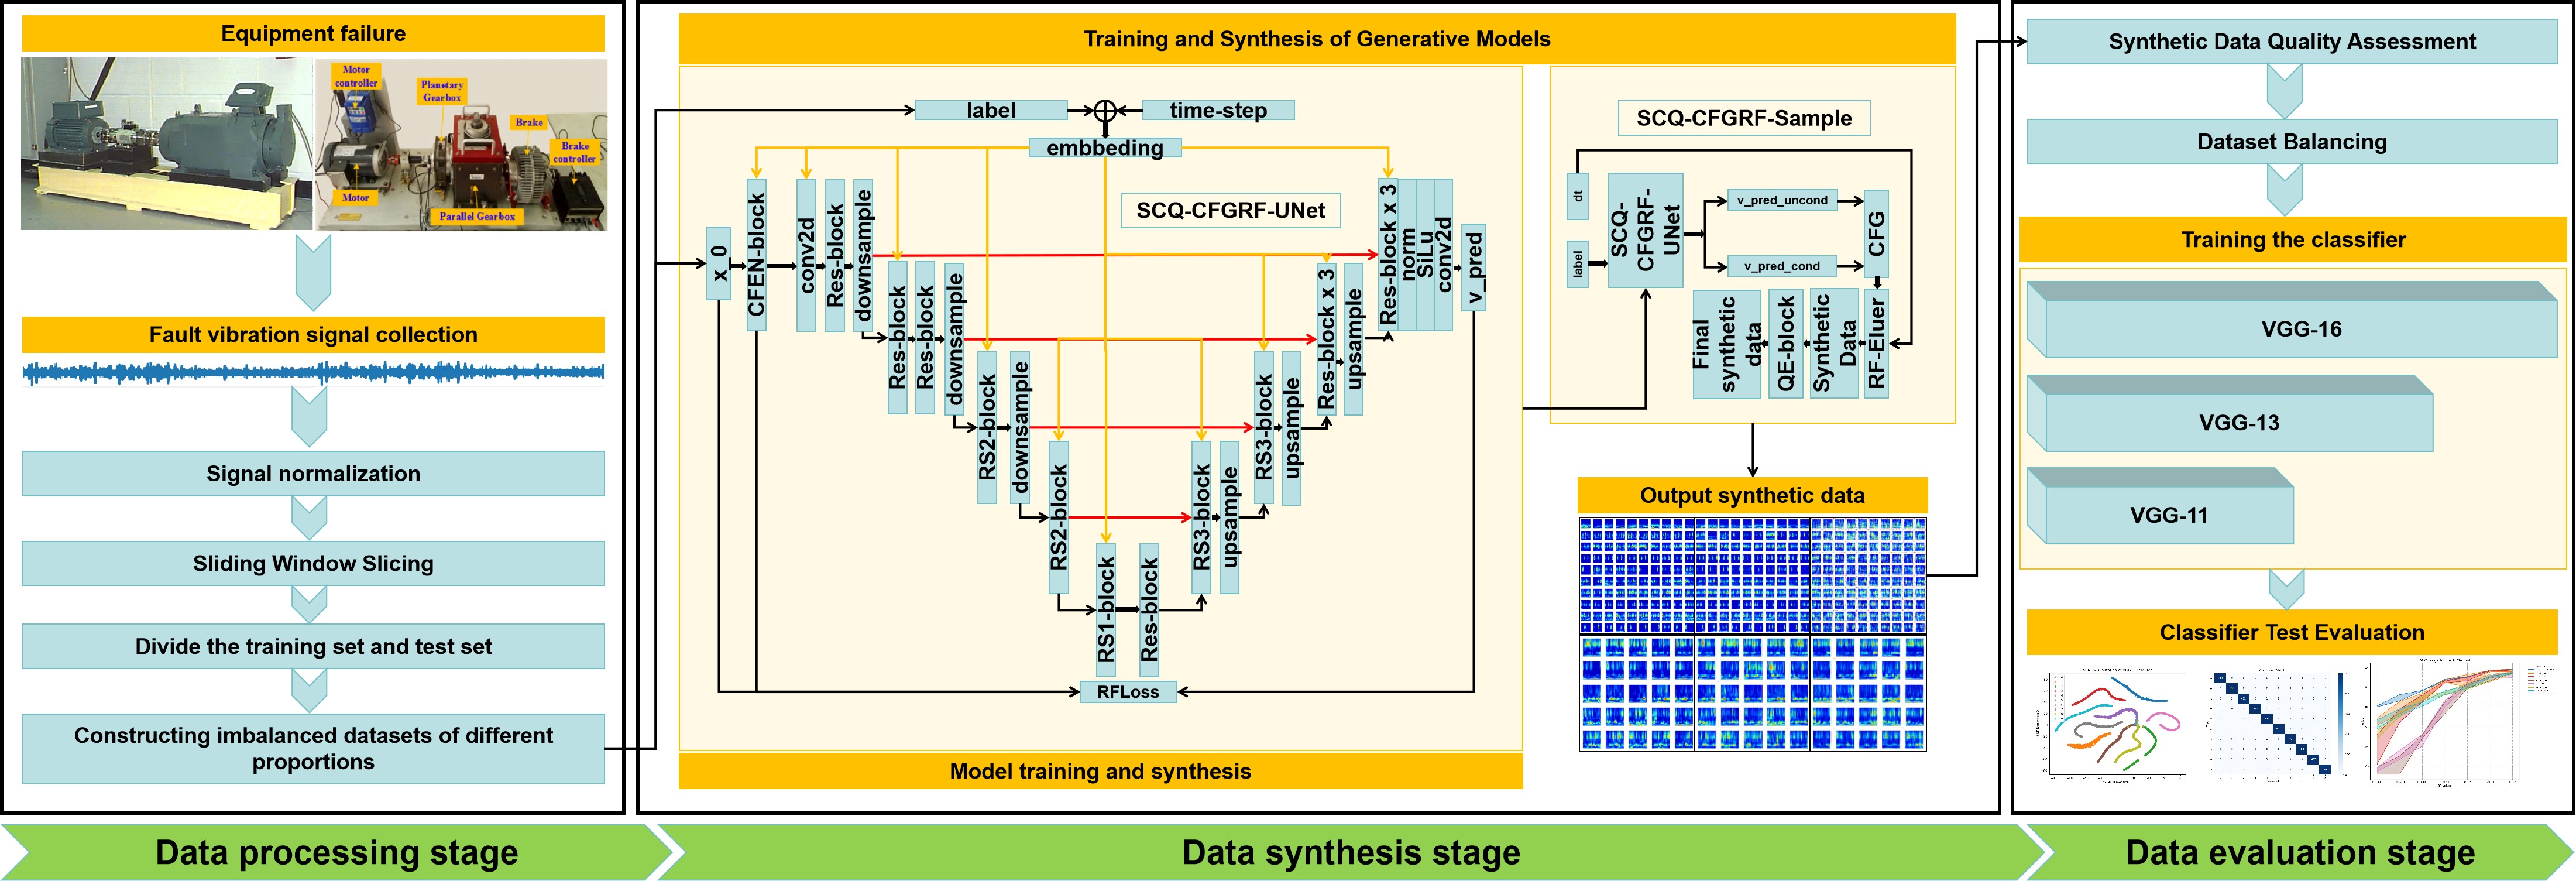 Equipment failure
Motor
controller
Planetary
Gearbox
Brake
Brake
controller
Motor
Parallel Gearbox
Fault vibration signal collection
Signal normalization
Sliding Window Slicing
Divide the training set and test set
Constructing imbalanced datasets of different
proportions
Data processing stage
Training and Synthesis of Generative Models
label
time-step
embbeding
SCQ-CFGRF-UNet
x_0
CFEN-block
conv2d
Res-block
downsample
Res-block
Res-block
downsample
RS2-block
downsample
RS2-block
RS1-block
Res-block
RS3-block
upsample
RS3-block
upsample
Res-block x 3
upsample
Res-block x 3
norm
SiLu
conv2d
v_pred
RFLoss
Model training and synthesis
SCQ-CFGRF-Sample
dt
label
SCQ-
CFGRF-
UNet
v_pred_uncond
v_pred_cond
CFG
RF-Eluer
Synthetic
Data
QE-block
Final
synthetic
data
Output synthetic data
Data synthesis stage
Synthetic Data Quality Assessment
Dataset Balancing
Training the classifier
VGG-16
VGG-13
VGG-11
Classifier Test Evaluation
Data evaluation stage